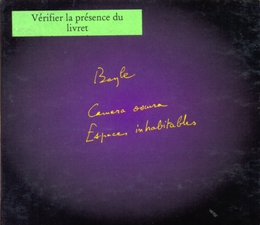 Vérifier la présence du
livret
Bayle
Camera oscura
Espaces inhabitables